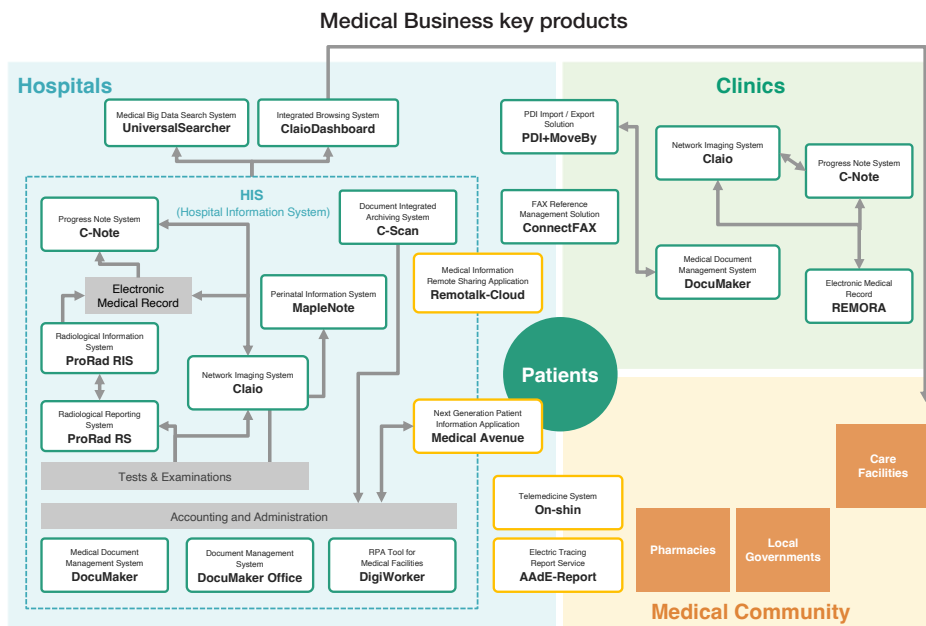 Medical Business key products
Hospitals
Medical Big Data Search System
UniversalSearcher
Integrated Browsing System
ClaioDashboard
HIS
(Hospital Information System)
Progress Note System
C-Note
Document Integrated
Archiving System
C-Scan
Electronic
Medical Record
Perinatal Information System
MapleNote
Radiological Information
System
ProRad RIS
Network Imaging System
Claio
Radiological Reporting
System
ProRad RS
Tests & Examinations
Accounting and Administration
Medical Document
Management System
DocuMaker
Document Management
System
DocuMaker Office
RPA Tool for
Medical Facilities
DigiWorker
PDI Import / Export
Solution
PDI+MoveBy
FAX Reference
Management Solution
ConnectFAX
Medical Information
Remote Sharing Application
Remotalk-Cloud
Patients
Next Generation Patient
Information Application
Medical Avenue
Telemedicine System
On-shin
Electric Tracing
Report Service
AAdE-Report
Clinics
Network Imaging System
Claio
Progress Note System
C-Note
Medical Document
Management System
DocuMaker
Electronic Medical
Record
REMORA
Care
Facilities
Pharmacies
Local
Governments
Medical Community